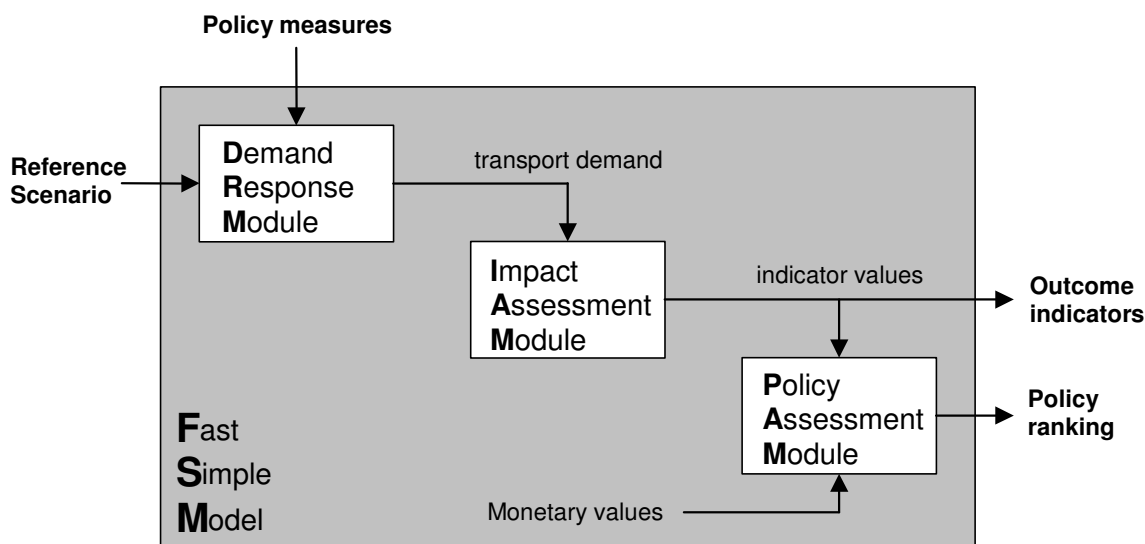 Policy measures
Reference
Scenario
Demand
Response
Module
transport demand
Impact
Assessment
Module
indicator values
Outcome
indicators
Policy
Assessment
Module
Policy
ranking
Fast
Simple
Model
Monetary values